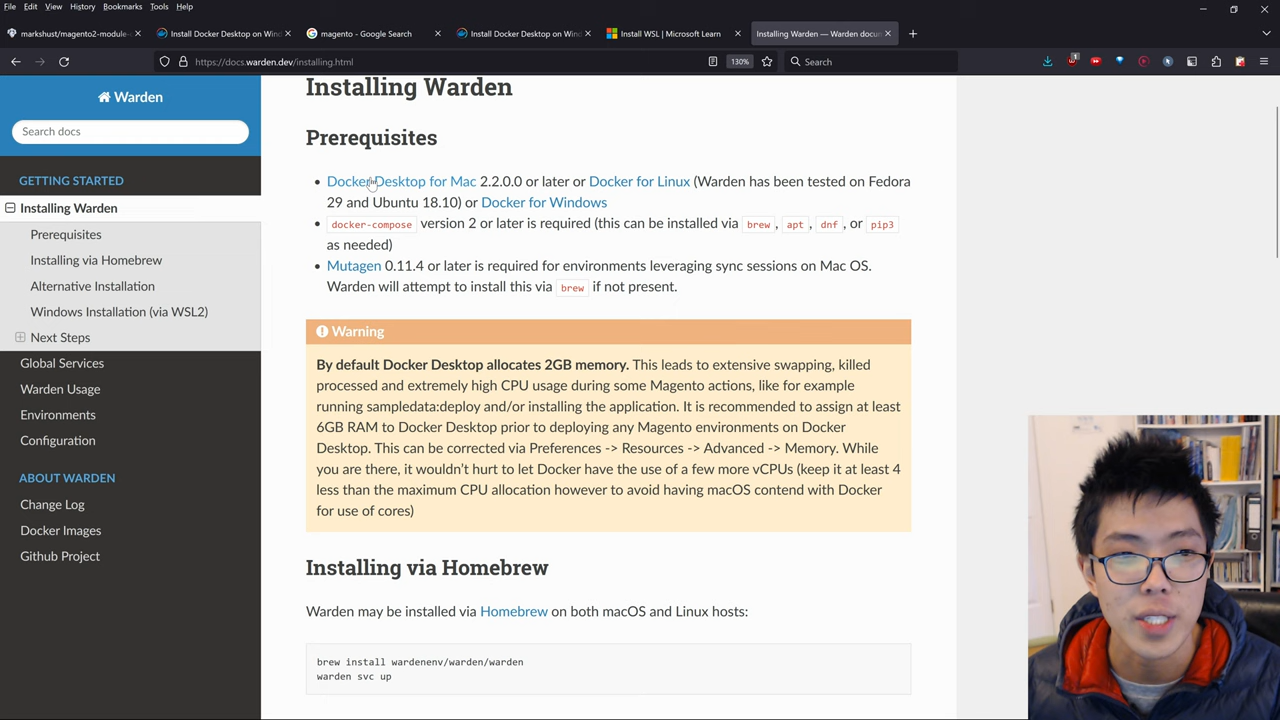 File Edit View History Bookmarks Tools Help
markshust/magento2-module-
Install Docker Desktop on Win
magento - Google Search
Install Docker Desktop on Win
Install WSL | Microsoft Learn
Installing Warden — Warden docu
https://docs.warden.dev/installing.html
130%
Search
1
Warden
Search docs
GETTING STARTED
Installing Warden
Prerequisites
Installing via Homebrew
Alternative Installation
Windows Installation (via WSL2)
Next Steps
Global Services
Warden Usage
Environments
Configuration
ABOUT WARDEN
Change Log
Docker Images
Github Project
Installing Warden
Prerequisites
Docker Desktop for Mac 2.2.0.0 or later or Docker for Linux (Warden has been tested on Fedora
29 and Ubuntu 18.10) or Docker for Windows
docker-compose version 2 or later is required (this can be installed via brew, apt, dnf, or pip3
as needed)
Mutagen 0.11.4 or later is required for environments leveraging sync sessions on Mac OS.
Warden will attempt to install this via brew if not present.
Warning
By default Docker Desktop allocates 2GB memory. This leads to extensive swapping, killed
processed and extremely high CPU usage during some Magento actions, like for example
running sampledata:deploy and/or installing the application. It is recommended to assign at least
6GB RAM to Docker Desktop prior to deploying any Magento environments on Docker
Desktop. This can be corrected via Preferences -> Resources -> Advanced -> Memory. While
you are there, it wouldn't hurt to let Docker have the use of a few more vCPUs (keep it at least 4
less than the maximum CPU allocation however to avoid having macOS contend with Docker
for use of cores)
Installing via Homebrew
Warden may be installed via Homebrew on both macOS and Linux hosts:
brew install wardenenv/warden/warden
warden svc up